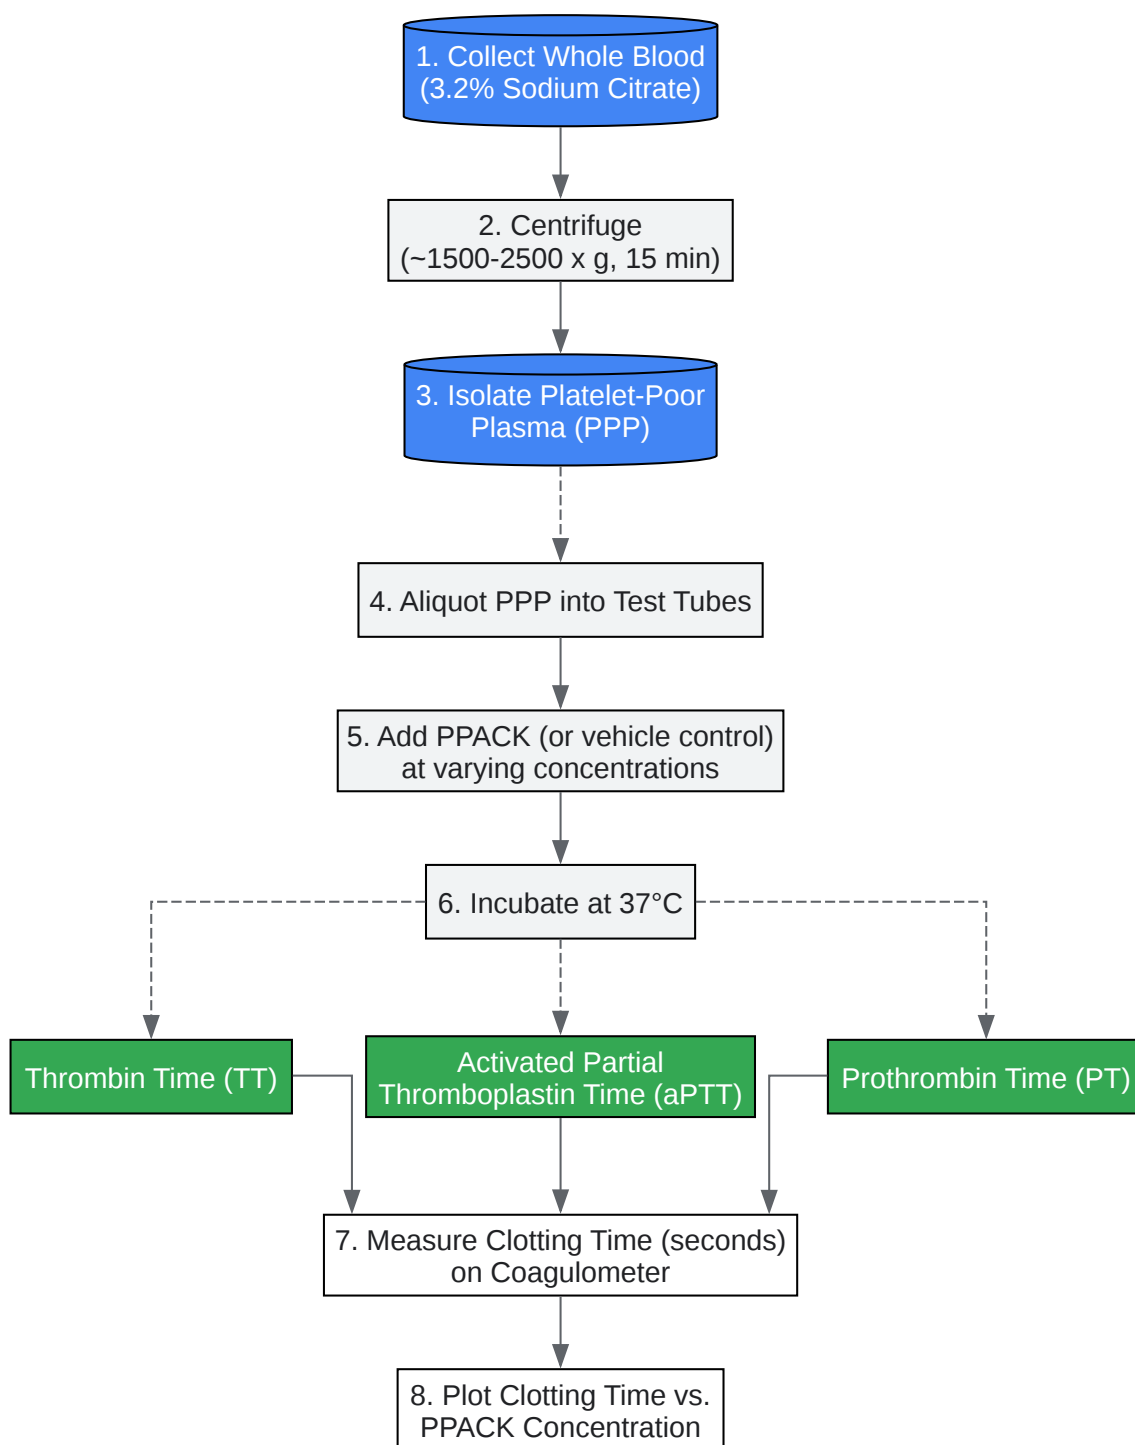 1. Collect Whole Blood
(3.2% Sodium Citrate)
2. Centrifuge
(~1500-2500 x g, 15 min)
3. Isolate Platelet-Poor
Plasma (PPP)
4. Aliquot PPP into Test Tubes
5. Add PPACK (or vehicle control)
at varying concentrations
6. Incubate at 37°C
Thrombin Time (TT)
Activated Partial
Thromboplastin Time (aPTT)
Prothrombin Time (PT)
7. Measure Clotting Time (seconds)
on Coagulometer
8. Plot Clotting Time vs.
PPACK Concentration